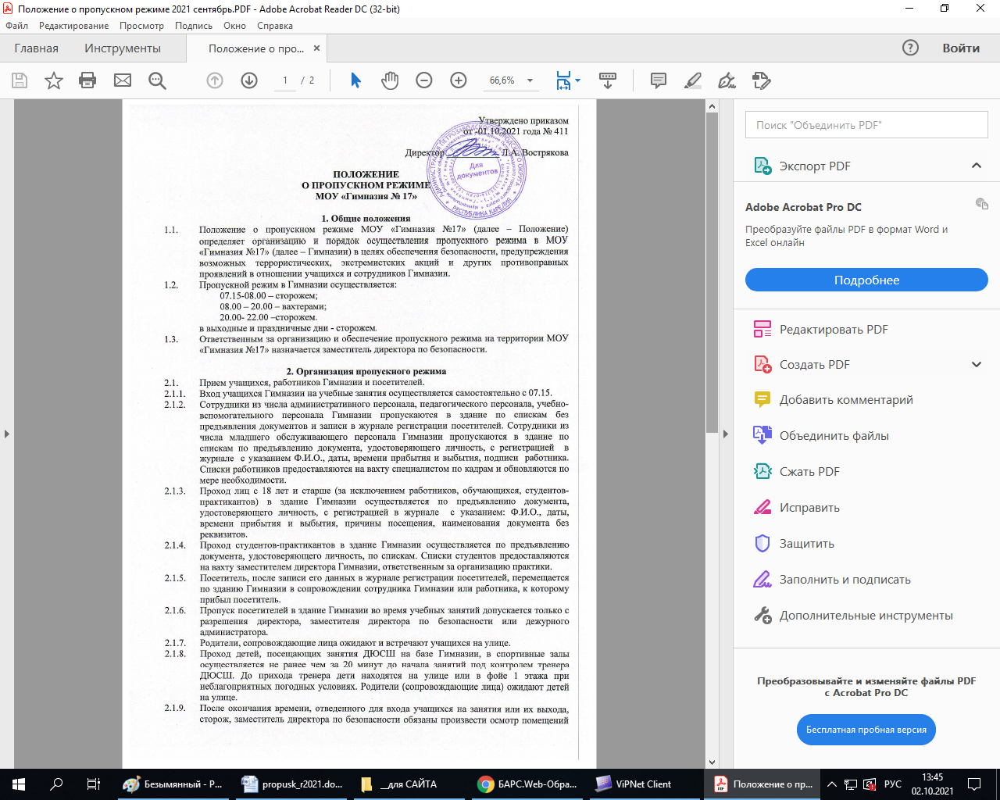 Положение о пропускном режиме 2021 сентябрь.PDF - Adobe Acrobat Reader DC (32-bit)
Файл Редактирование Просмотр Подпись Окно Справка
Главная Инструменты Положение о про... × Войти
1 / 2 66,6%
Утверждено приказом
от -01.10.2021 года № 411
Директор Л.А. Вострякова
АДМИНИСТРАЦИЯ ПЕТРОЗАВОДСКОГО ГОРОДСКОГО ОКРУГА
РЕСПУБЛИКА КАРЕЛИЯ
Для
документов
ПОЛОЖЕНИЕ
О ПРОПУСКНОМ РЕЖИМЕ
МОУ «Гимназия № 17»
1. Общие положения
1.1. Положение о пропускном режиме МОУ «Гимназия №17» (далее – Положение)
определяет организацию и порядок осуществления пропускного режима в МОУ
«Гимназия №17» (далее – Гимназии) в целях обеспечения безопасности, предупреждения
возможных террористических, экстремистских акций и других противоправных
проявлений в отношении учащихся и сотрудников Гимназии.
1.2. Пропускной режим в Гимназии осуществляется:
07.15-08.00 – сторожем;
08.00 – 20.00 – вахтерами;
20.00- 22.00 –сторожем.
в выходные и праздничные дни - сторожем.
1.3. Ответственным за организацию и обеспечение пропускного режима на территории МОУ
«Гимназия №17» назначается заместитель директора по безопасности.
2. Организация пропускного режима
2.1. Прием учащихся, работников Гимназии и посетителей.
2.1.1. Вход учащихся Гимназии на учебные занятия осуществляется самостоятельно с 07.15.
2.1.2. Сотрудники из числа административного персонала, педагогического персонала, учебно-
вспомогательного персонала Гимназии пропускаются в здание по спискам без
предъявления документов и записи в журнале регистрации посетителей. Сотрудники из
числа младшего обслуживающего персонала Гимназии пропускаются в здание по
спискам по предъявлению документа, удостоверяющего личность, с регистрацией в
журнале с указанием Ф.И.О., даты, времени прибытия и выбытия, подписи работника.
Списки работников предоставляются на вахту специалистом по кадрам и обновляются по
мере необходимости.
2.1.3. Проход лиц с 18 лет и старше (за исключением работников, обучающихся, студентов-
практикантов) в здание Гимназии осуществляется по предъявлению документа,
удостоверяющего личность, с регистрацией в журнале с указанием: Ф.И.О., даты,
времени прибытия и выбытия, причины посещения, наименования документа без
реквизитов.
2.1.4. Проход студентов-практикантов в здание Гимназии осуществляется по предъявлению
документа, удостоверяющего личность, по спискам. Списки студентов предоставляются
на вахту заместителем директора Гимназии, ответственным за организацию практики.
2.1.5. Посетитель, после записи его данных в журнале регистрации посетителей, перемещается
по зданию Гимназии в сопровождении сотрудника Гимназии или работника, к которому
прибыл посетитель.
2.1.6. Пропуск посетителей в здание Гимназии во время учебных занятий допускается только с
разрешения директора, заместителя директора по безопасности или дежурного
администратора.
2.1.7. Родители, сопровождающие лица ожидают и встречают учащихся на улице.
2.1.8. Проход детей, посещающих занятия ДЮСШ на базе Гимназии, в спортивные залы
осуществляется не ранее чем за 20 минут до начала занятий под контролем тренера
ДЮСШ. До прихода тренера дети находятся на улице или в фойе 1 этажа при
неблагоприятных погодных условиях. Родители (сопровождающие лица) ожидают детей
на улице.
2.1.9. После окончания времени, отведенного для входа учащихся на занятия или их выхода,
сторож, заместитель директора по безопасности обязаны произвести осмотр помещений
Поиск "Объединить PDF"
Экспорт PDF
Adobe Acrobat Pro DC
Преобразуйте файлы PDF в формат Word и
Excel онлайн
Подробнее
Редактировать PDF
Создать PDF
Добавить комментарий
Объединить файлы
Сжать PDF
Исправить
Защитить
Заполнить и подписать
Дополнительные инструменты
Преобразовывайте и изменяйте файлы PDF
с Acrobat Pro DC
Бесплатная пробная версия
Безымянный - P... propusk_r2021.do... __для САЙТА БАРС.Web-Обра... ViPNet Client Положение о пр... РУС 13:45
02.10.2021